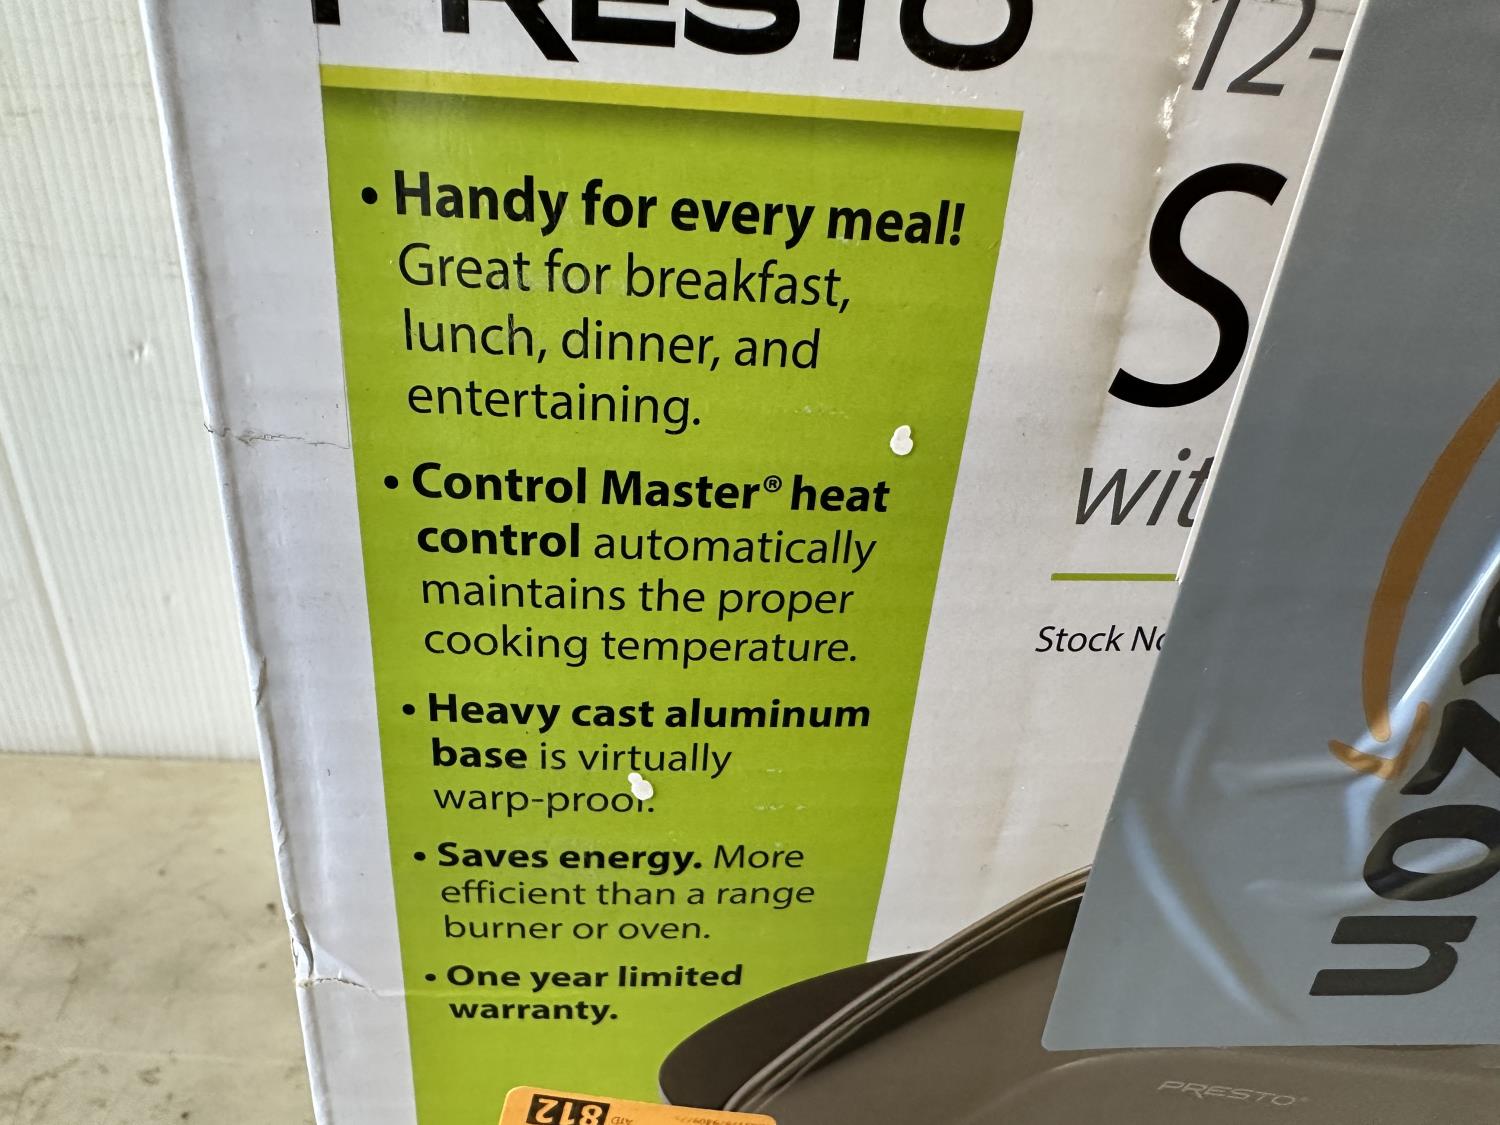 PRESTO
12-
• Handy for every meal!
Great for breakfast,
lunch, dinner, and
entertaining.
• Control Master® heat
control automatically
maintains the proper
cooking temperature.
• Heavy cast aluminum
base is virtually
warp-proof.
• Saves energy. More
efficient than a range
burner or oven.
• One year limited
warranty.
S
wit
Stock No
zon
PRESTO
812